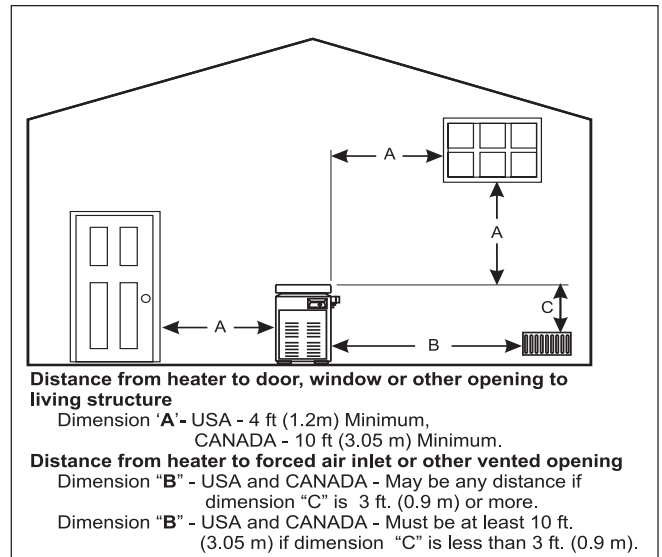 A
A
A
C
B
Distance from heater to door, window or other opening to
living structure
Dimension ‘A’- USA - 4 ft (1.2m) Minimum,
CANADA - 10 ft (3.05 m) Minimum.
Distance from heater to forced air inlet or other vented opening
Dimension “B” - USA and CANADA - May be any distance if
dimension “C” is 3 ft. (0.9 m) or more.
Dimension “B” - USA and CANADA - Must be at least 10 ft.
(3.05 m) if dimension “C” is less than 3 ft. (0.9 m).